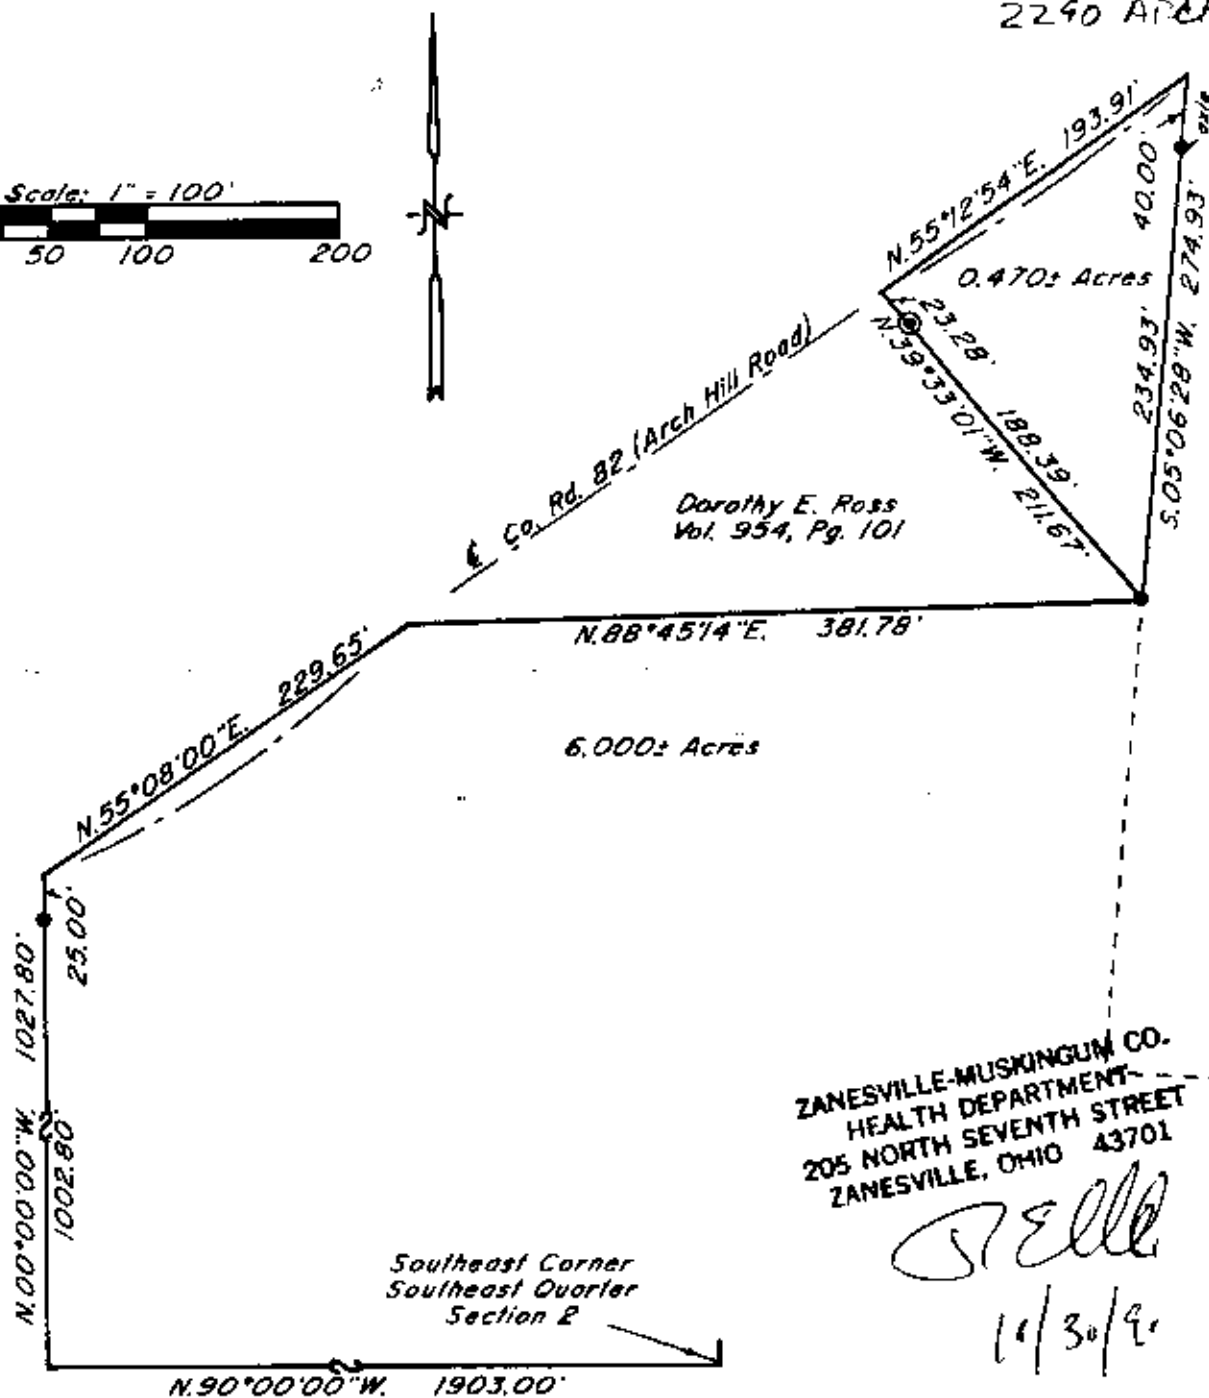 2290 ARCH
Scale: 1" = 100'
50 100 200
N
N.55°12'54"E. 193.91'
axle
40.00'
0.470± Acres
234.93'
S.05°06'28"W. 274.93'
23.28'
188.39'
N.39°33'01"W. 211.67'
℄ Co. Rd. 82 (Arch Hill Road)
Dorothy E. Ross
Vol. 954, Pg. 101
N.88°45'14"E. 381.78'
N.55°08'00"E. 229.65'
6.000± Acres
25.00'
N.00°00'00"W. 1027.80'
1002.80'
ZANESVILLE-MUSKINGUM CO.
HEALTH DEPARTMENT
205 NORTH SEVENTH STREET
ZANESVILLE, OHIO 43701
Southeast Corner
Southeast Quarter
Section 2
N.90°00'00"W. 1903.00'